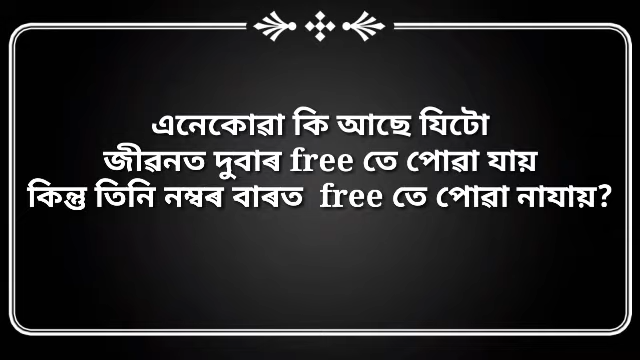 এনেকোৱা কি আছে যিটো
জীৱনত দুবাৰ free তে পোৱা যায়
কিন্তু তিনি নম্বৰ বাৰত free তে পোৱা নাযায়?